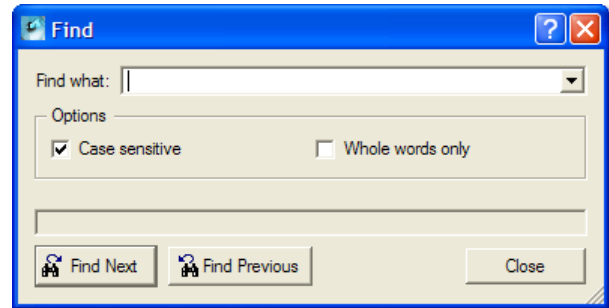 Find
Find what:
Options
Case sensitive
Whole words only
Find Next
Find Previous
Close